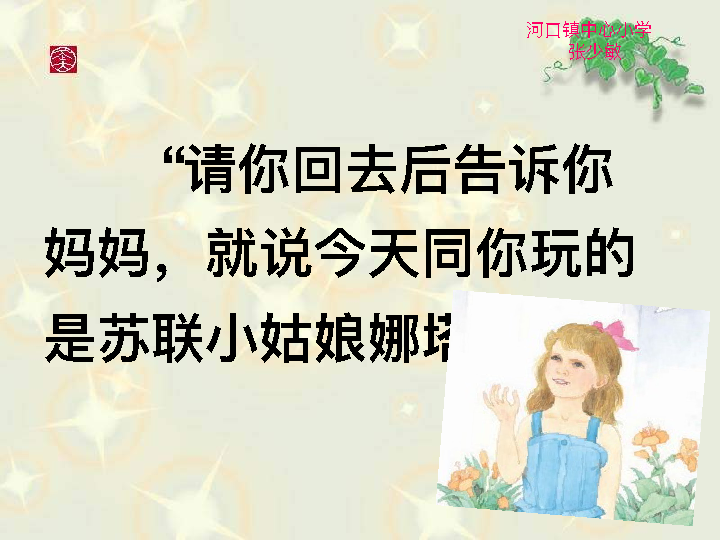 河口镇中心小学
张少敏
“请你回去后告诉你
妈妈，就说今天同你玩的
是苏联小姑娘娜塔